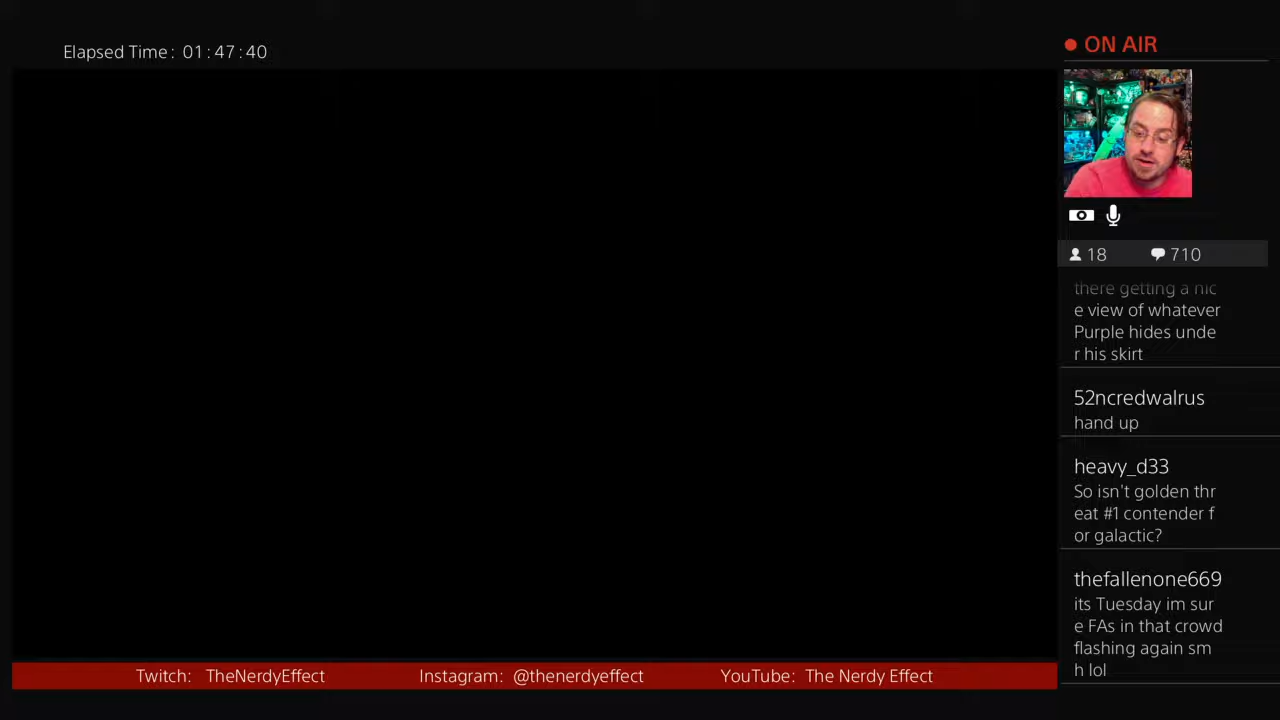 Elapsed Time: 01:47:40
ON AIR
18 710
there getting a nic
e view of whatever
Purple hides unde
r his skirt
52ncredwalrus
hand up
heavy_d33
So isn't golden thr
eat #1 contender f
or galactic?
thefallenone669
its Tuesday im sur
e FAs in that crowd
flashing again sm
h lol
Twitch: TheNerdyEffect Instagram: @thenerdyeffect YouTube: The Nerdy Effect